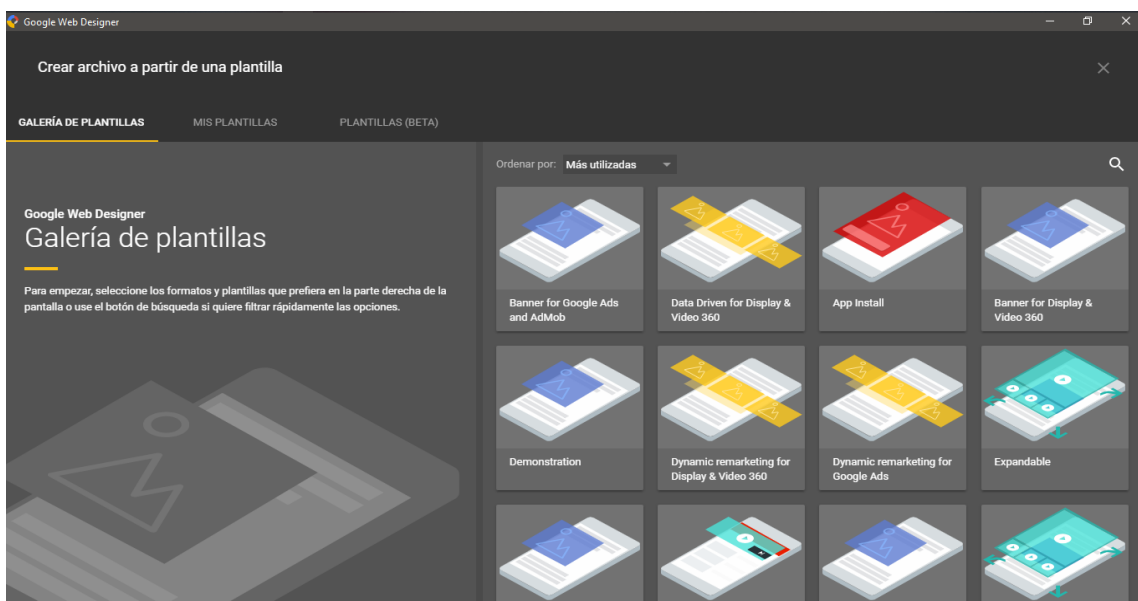 Google Web Designer
Crear archivo a partir de una plantilla
GALERÍA DE PLANTILLAS
MIS PLANTILLAS
PLANTILLAS (BETA)
Google Web Designer
Galería de plantillas
Para empezar, seleccione los formatos y plantillas que prefiera en la parte derecha de la
pantalla o use el botón de búsqueda si quiere filtrar rápidamente las opciones.
Ordenar por: Más utilizadas
Banner for Google Ads
and AdMob
Data Driven for Display &
Video 360
App Install
Banner for Display &
Video 360
Demonstration
Dynamic remarketing for
Display & Video 360
Dynamic remarketing for
Google Ads
Expandable